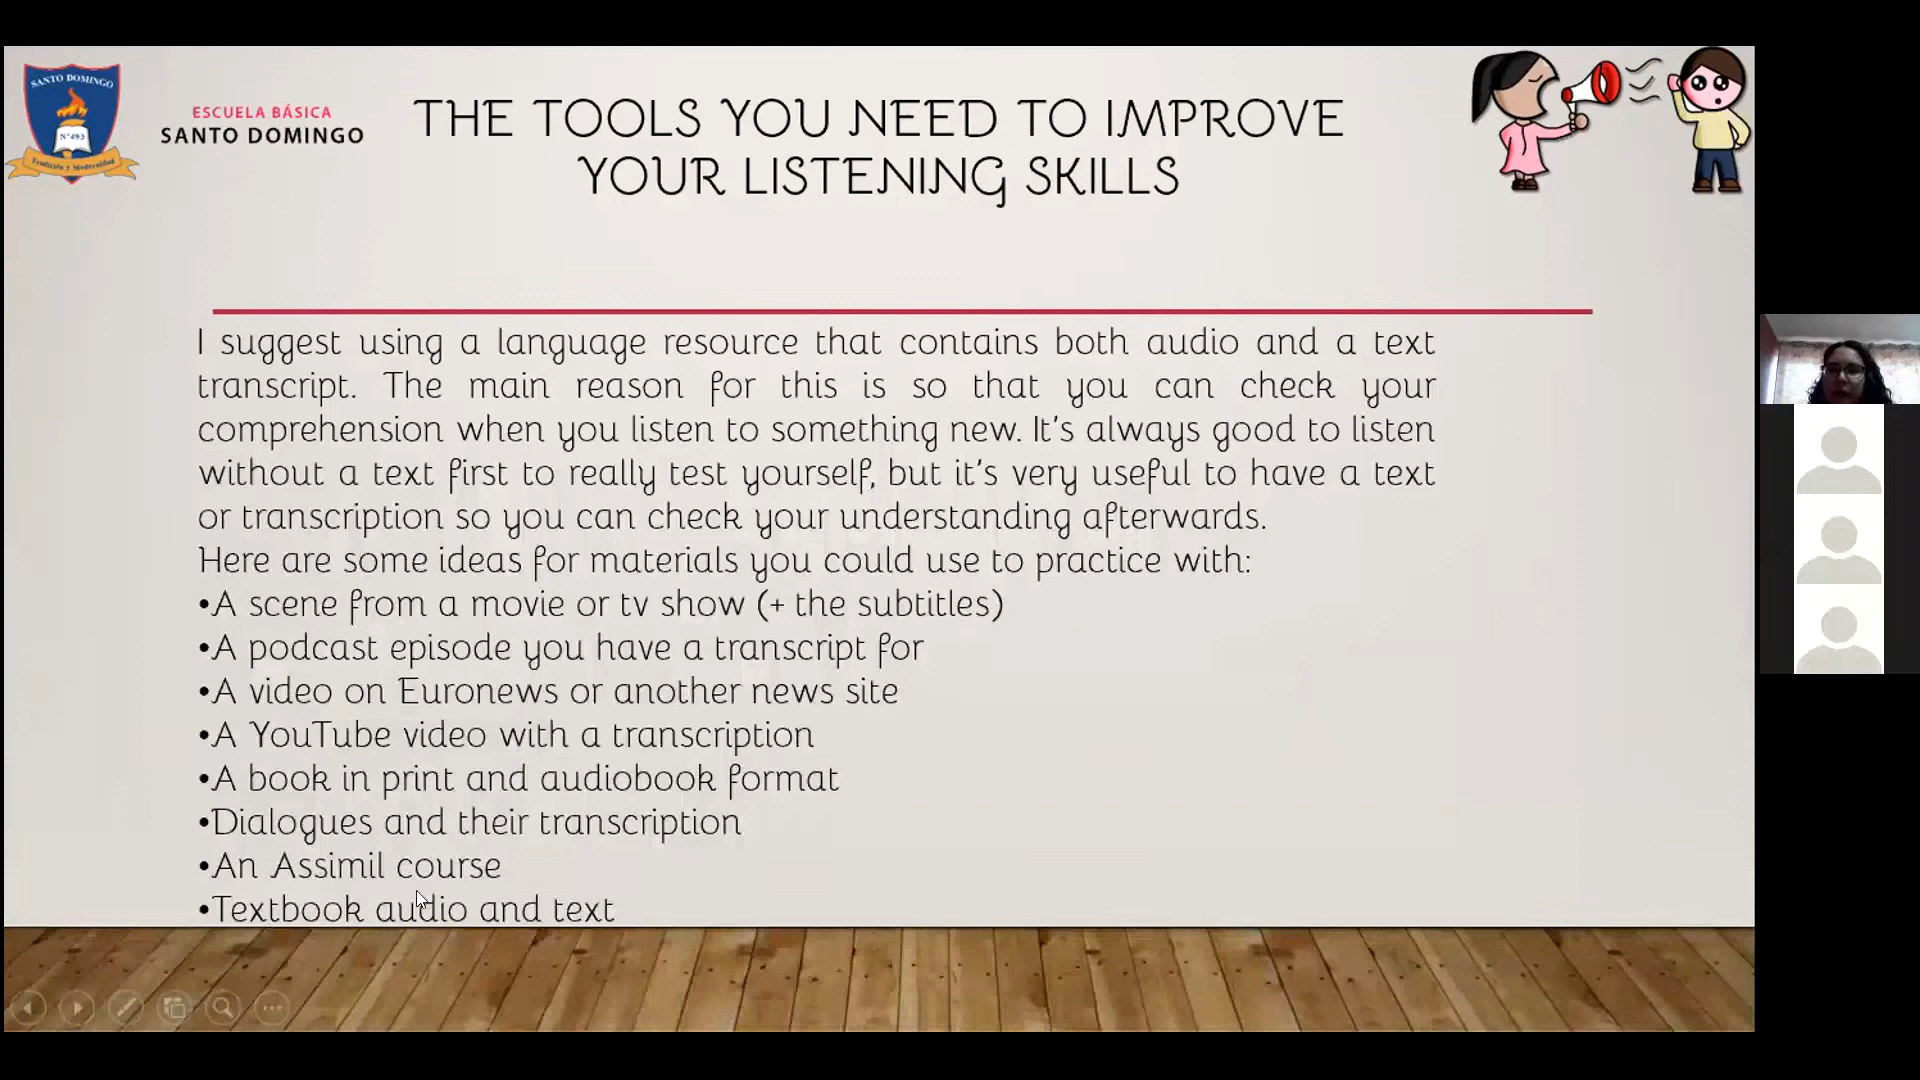 SANTO DOMINGO
N°493
Tradición y Modernidad
ESCUELA BÁSICA
SANTO DOMINGO
THE TOOLS YOU NEED TO IMPROVE
YOUR LISTENING SKILLS
I suggest using a language resource that contains both audio and a text
transcript. The main reason for this is so that you can check your
comprehension when you listen to something new. It's always good to listen
without a text first to really test yourself, but it's very useful to have a text
or transcription so you can check your understanding afterwards.
Here are some ideas for materials you could use to practice with:
•A scene from a movie or tv show (+ the subtitles)
•A podcast episode you have a transcript for
•A video on Euronews or another news site
•A YouTube video with a transcription
•A book in print and audiobook format
•Dialogues and their transcription
•An Assimil course
•Textbook audio and text